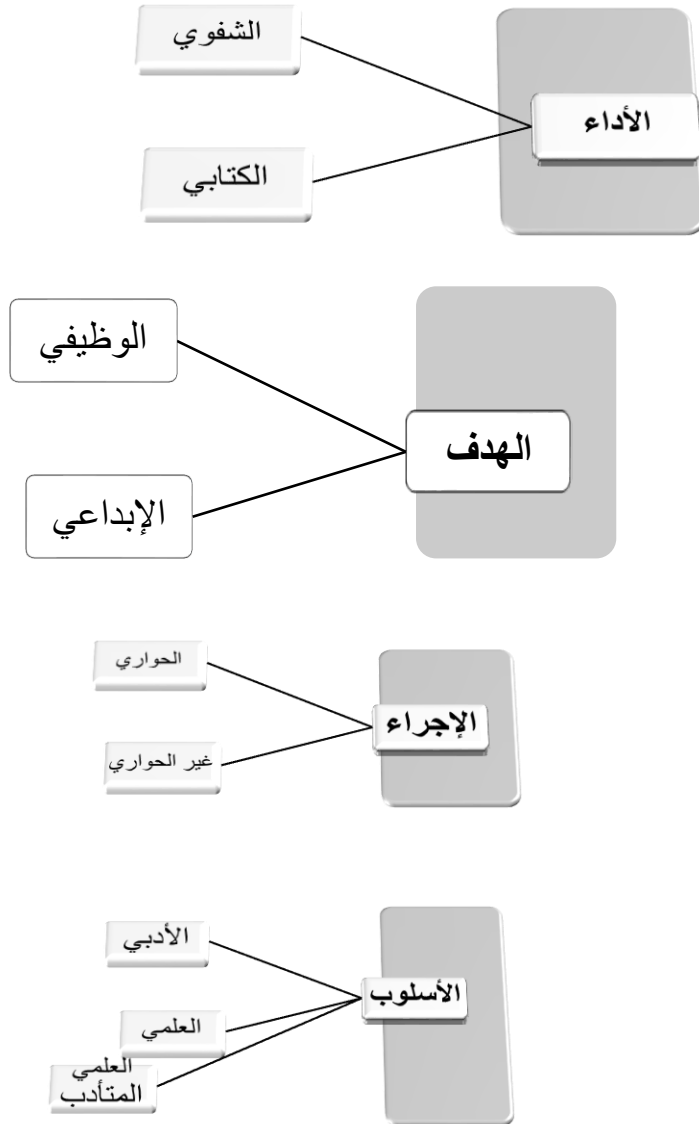 الأداء
الشفوي
الكتابي
الهدف
الوظيفي
الإبداعي
الإجراء
الحواري
غير الحواري
الأسلوب
الأدبي
العلمي
العلمي
المتأدب